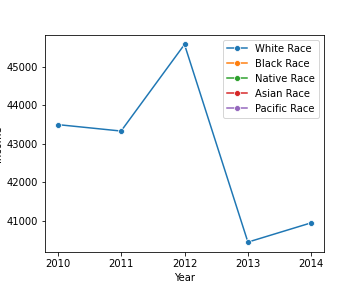 White Race
Black Race
Native Race
Asian Race
Pacific Race
45000
44000
43000
42000
41000
2010 2011 2012 2013 2014
Year